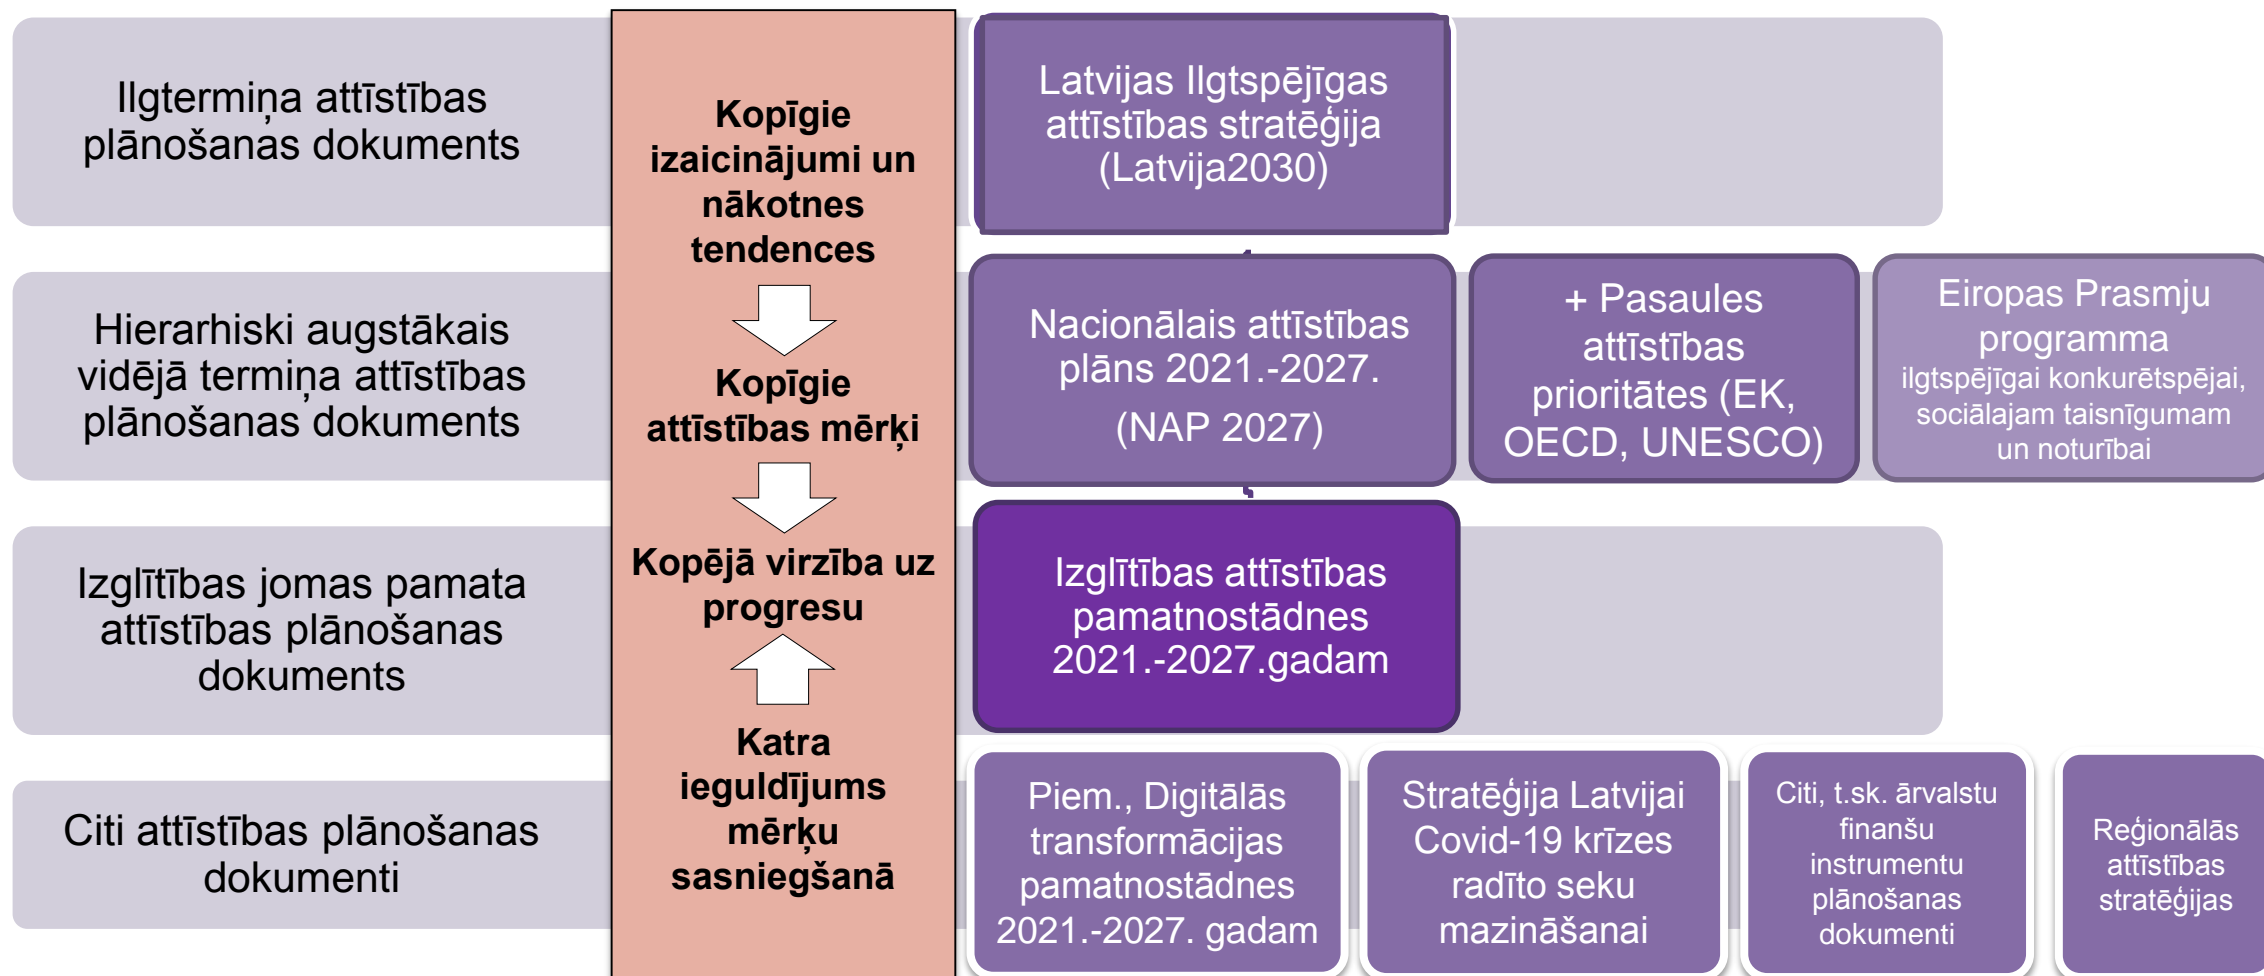 Ilgtermiņa attīstības
plānošanas dokuments
Hierarhiski augstākais
vidējā termiņa attīstības
plānošanas dokuments
Izglītības jomas pamata
attīstības plānošanas
dokuments
Citi attīstības plānošanas
dokumenti
Kopīgie
izaicinājumi un
nākotnes
tendences
Kopīgie
attīstības mērķi
Kopējā virzība uz
progresu
Katra
ieguldījums
mērķu
sasniegšanā
Latvijas Ilgtspējīgas
attīstības stratēģija
(Latvija2030)
Nacionālais attīstības
plāns 2021.-2027.
(NAP 2027)
+ Pasaules
attīstības
prioritātes (EK,
OECD, UNESCO)
Eiropas Prasmju
programma
ilgtspējīgai konkurētspējai,
sociālajam taisnīgumam
un noturībai
Izglītības attīstības
pamatnostādnes
2021.-2027.gadam
Piem., Digitālās
transformācijas
pamatnostādnes
2021.-2027. gadam
Stratēģija Latvijai
Covid-19 krīzes
radīto seku
mazināšanai
Citi, t.sk. ārvalstu
finanšu
instrumentu
plānošanas
dokumenti
Reģionālās
attīstības
stratēģijas